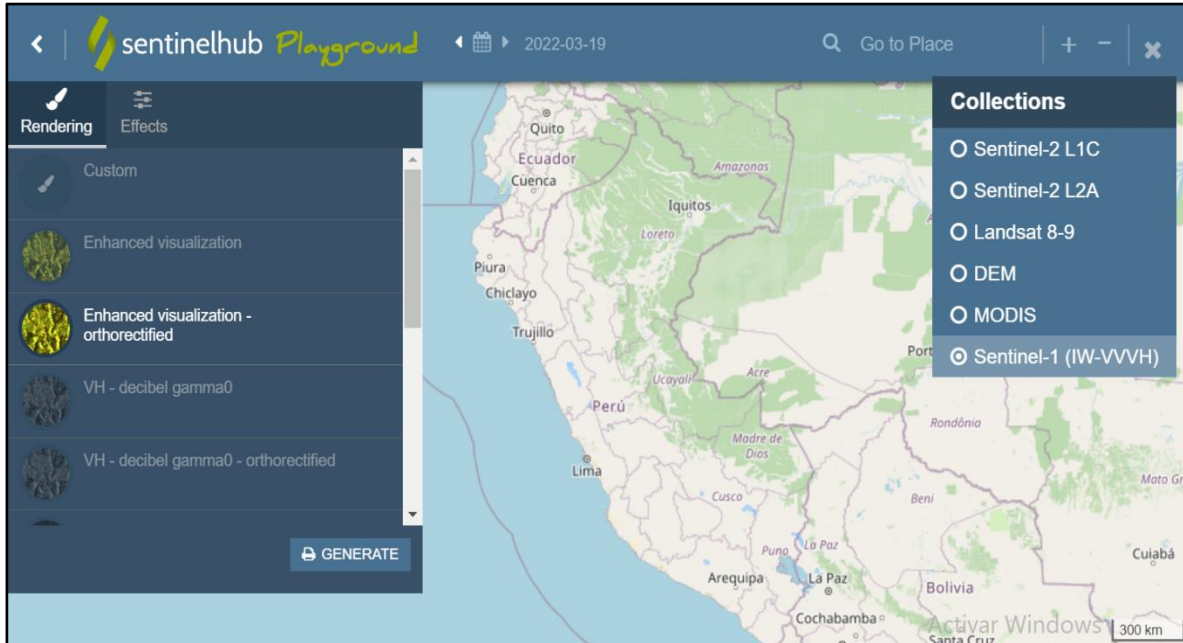 sentinelhub Playground
2022-03-19
Go to Place
Rendering
Effects
Custom
Enhanced visualization
Enhanced visualization -
orthorectified
VH - decibel gamma0
VH - decibel gamma0 - orthorectified
GENERATE
Collections
Sentinel-2 L1C
Sentinel-2 L2A
Landsat 8-9
DEM
MODIS
Sentinel-1 (IW-VVVH)
Quito
Ecuador
Cuenca
Amazonas
Iquitos
Loreto
Piura
Chiclayo
Trujillo
Ucayali
Acre
Port
Perú
Rondônia
Madre de
Dios
Lima
Cusco
Beni
Mato Gr
Puno
La Paz
Cuiabá
Arequipa
La Paz
Bolivia
Cochabamba
Activar Windows
300 km
Santa Cruz